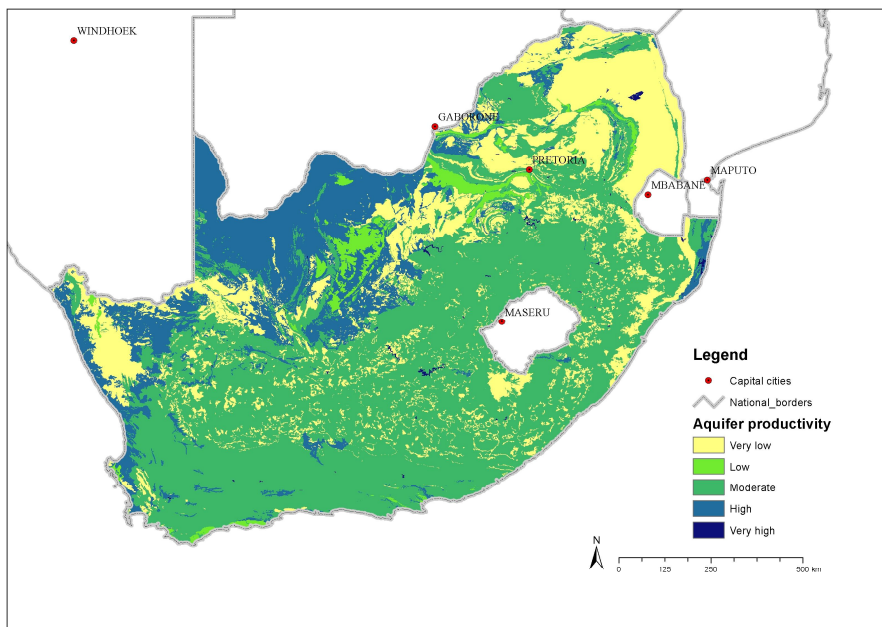 WINDHOEK
GABORONE
PRETORIA
MBABANE
MAPUTO
MASERU
Legend
Capital cities
National_borders
Aquifer productivity
Very low
Low
Moderate
High
Very high
N
0 125 250 500 km